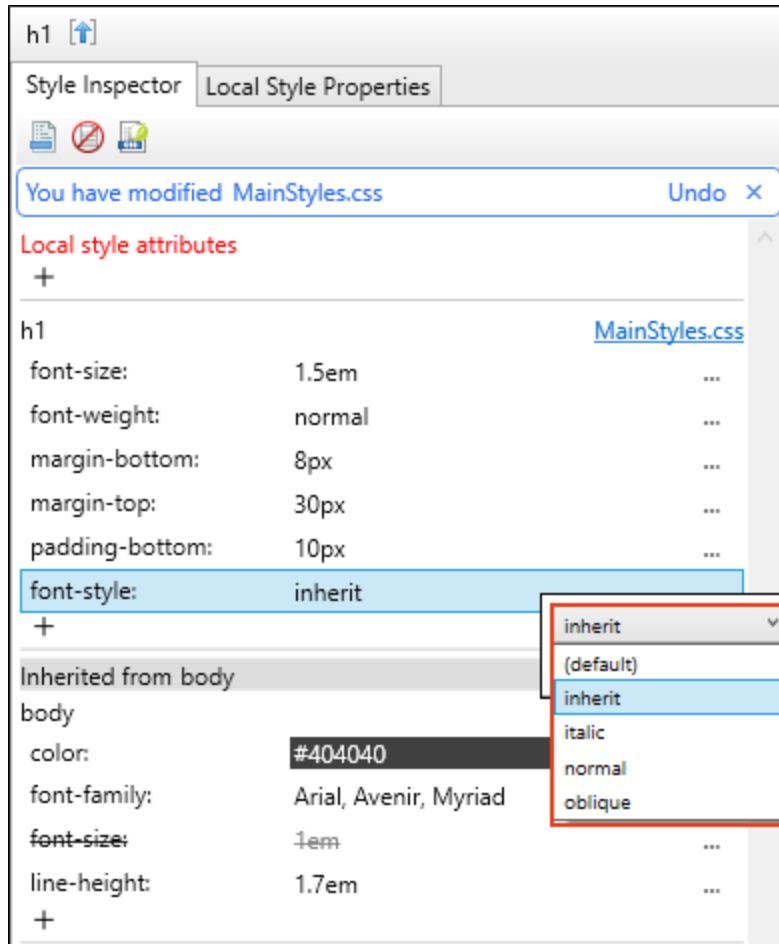 h1
Style Inspector Local Style Properties
You have modified MainStyles.css Undo ×
Local style attributes
+
h1 MainStyles.css
font-size: 1.5em ...
font-weight: normal ...
margin-bottom: 8px ...
margin-top: 30px ...
padding-bottom: 10px ...
font-style: inherit
+
inherit
(default)
inherit
italic
normal
oblique
Inherited from body
body
color: #404040
font-family: Arial, Avenir, Myriad
font-size: 1em ...
line-height: 1.7em ...
+